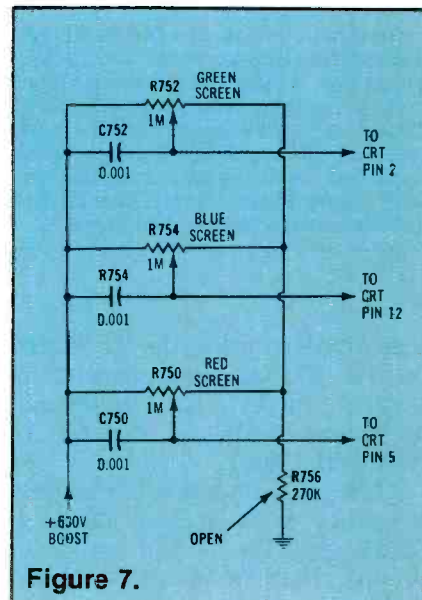 R752
GREEN
SCREEN
1M
C752
0.001
TO
CRT
PIN 2
R754
BLUE
SCREEN
1M
R754
0.001
TO
CRT
PIN 12
R750
RED
SCREEN
1M
C750
0.001
TO
CRT
PIN 5
R756
270K
OPEN
BOOST
Figure 7.